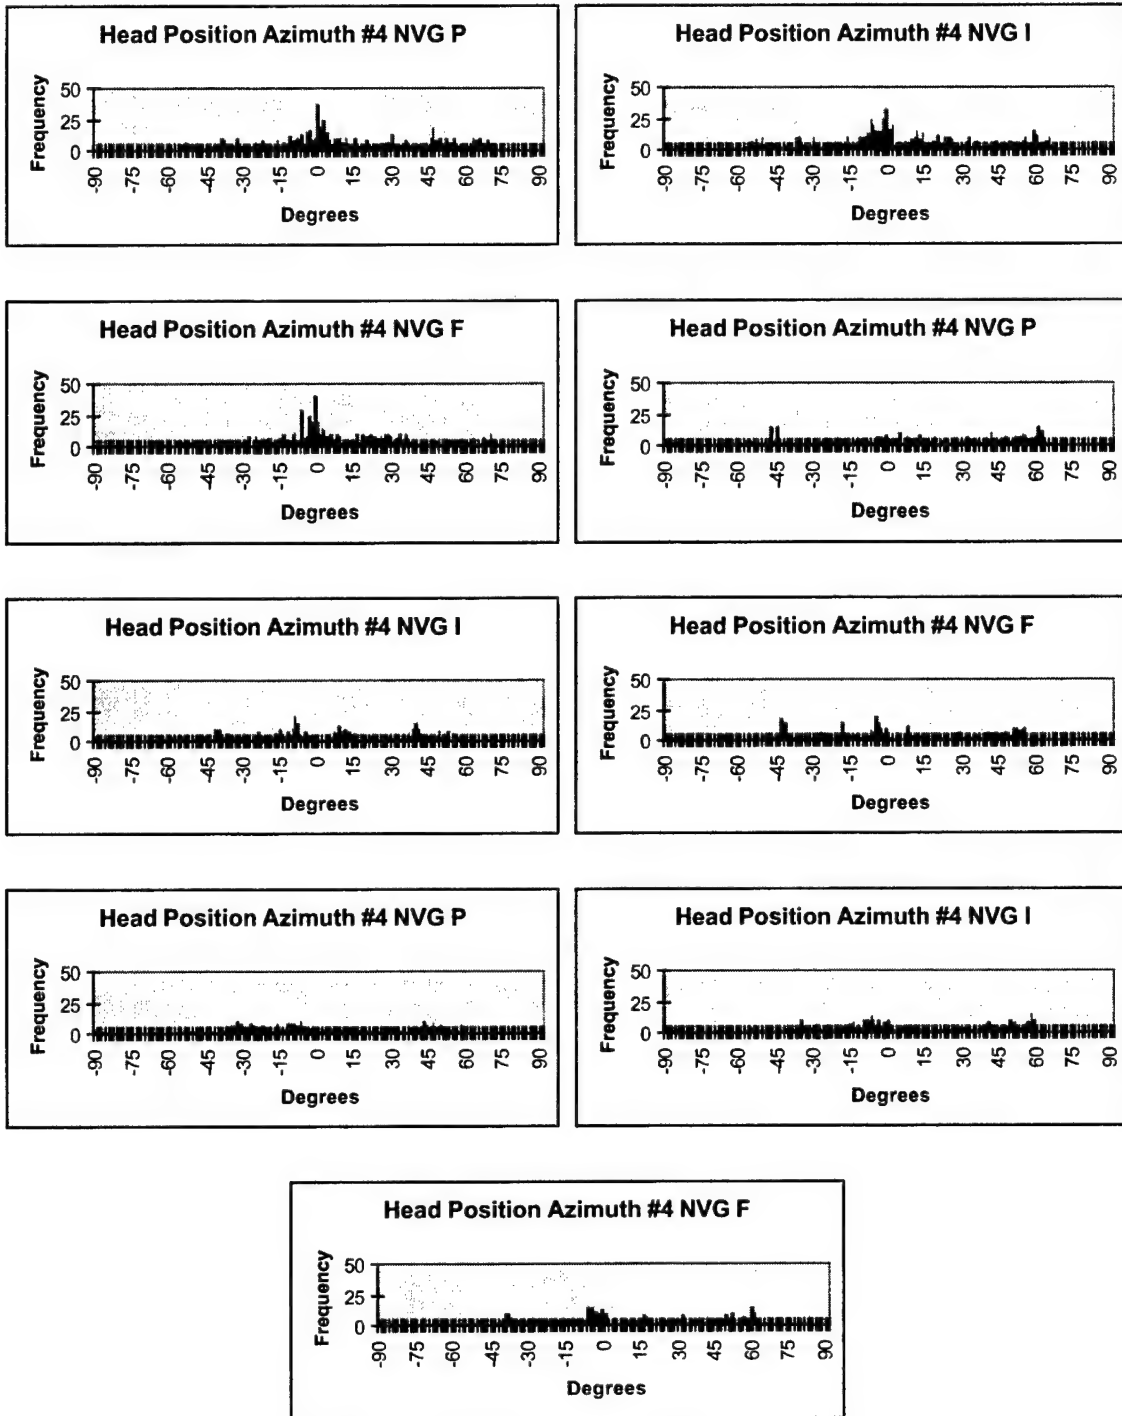 Head Position Azimuth #4 NVG P
Frequency
50
25
0
-90 -75 -60 -45 -30 -15 0 15 30 45 60 75 90
Degrees
Head Position Azimuth #4 NVG I
Frequency
50
25
0
-90 -75 -60 -45 -30 -15 0 15 30 45 60 75 90
Degrees
Head Position Azimuth #4 NVG F
Frequency
50
25
0
-90 -75 -60 -45 -30 -15 0 15 30 45 60 75 90
Degrees
Head Position Azimuth #4 NVG P
Frequency
50
25
0
-90 -75 -60 -45 -30 -15 0 15 30 45 60 75 90
Degrees
Head Position Azimuth #4 NVG I
Frequency
50
25
0
-90 -75 -60 -45 -30 -15 0 15 30 45 60 75 90
Degrees
Head Position Azimuth #4 NVG F
Frequency
50
25
0
-90 -75 -60 -45 -30 -15 0 15 30 45 60 75 90
Degrees
Head Position Azimuth #4 NVG P
Frequency
50
25
0
-90 -75 -60 -45 -30 -15 0 15 30 45 60 75 90
Degrees
Head Position Azimuth #4 NVG I
Frequency
50
25
0
-90 -75 -60 -45 -30 -15 0 15 30 45 60 75 90
Degrees
Head Position Azimuth #4 NVG F
Frequency
50
25
0
-90 -75 -60 -45 -30 -15 0 15 30 45 60 75 90
Degrees